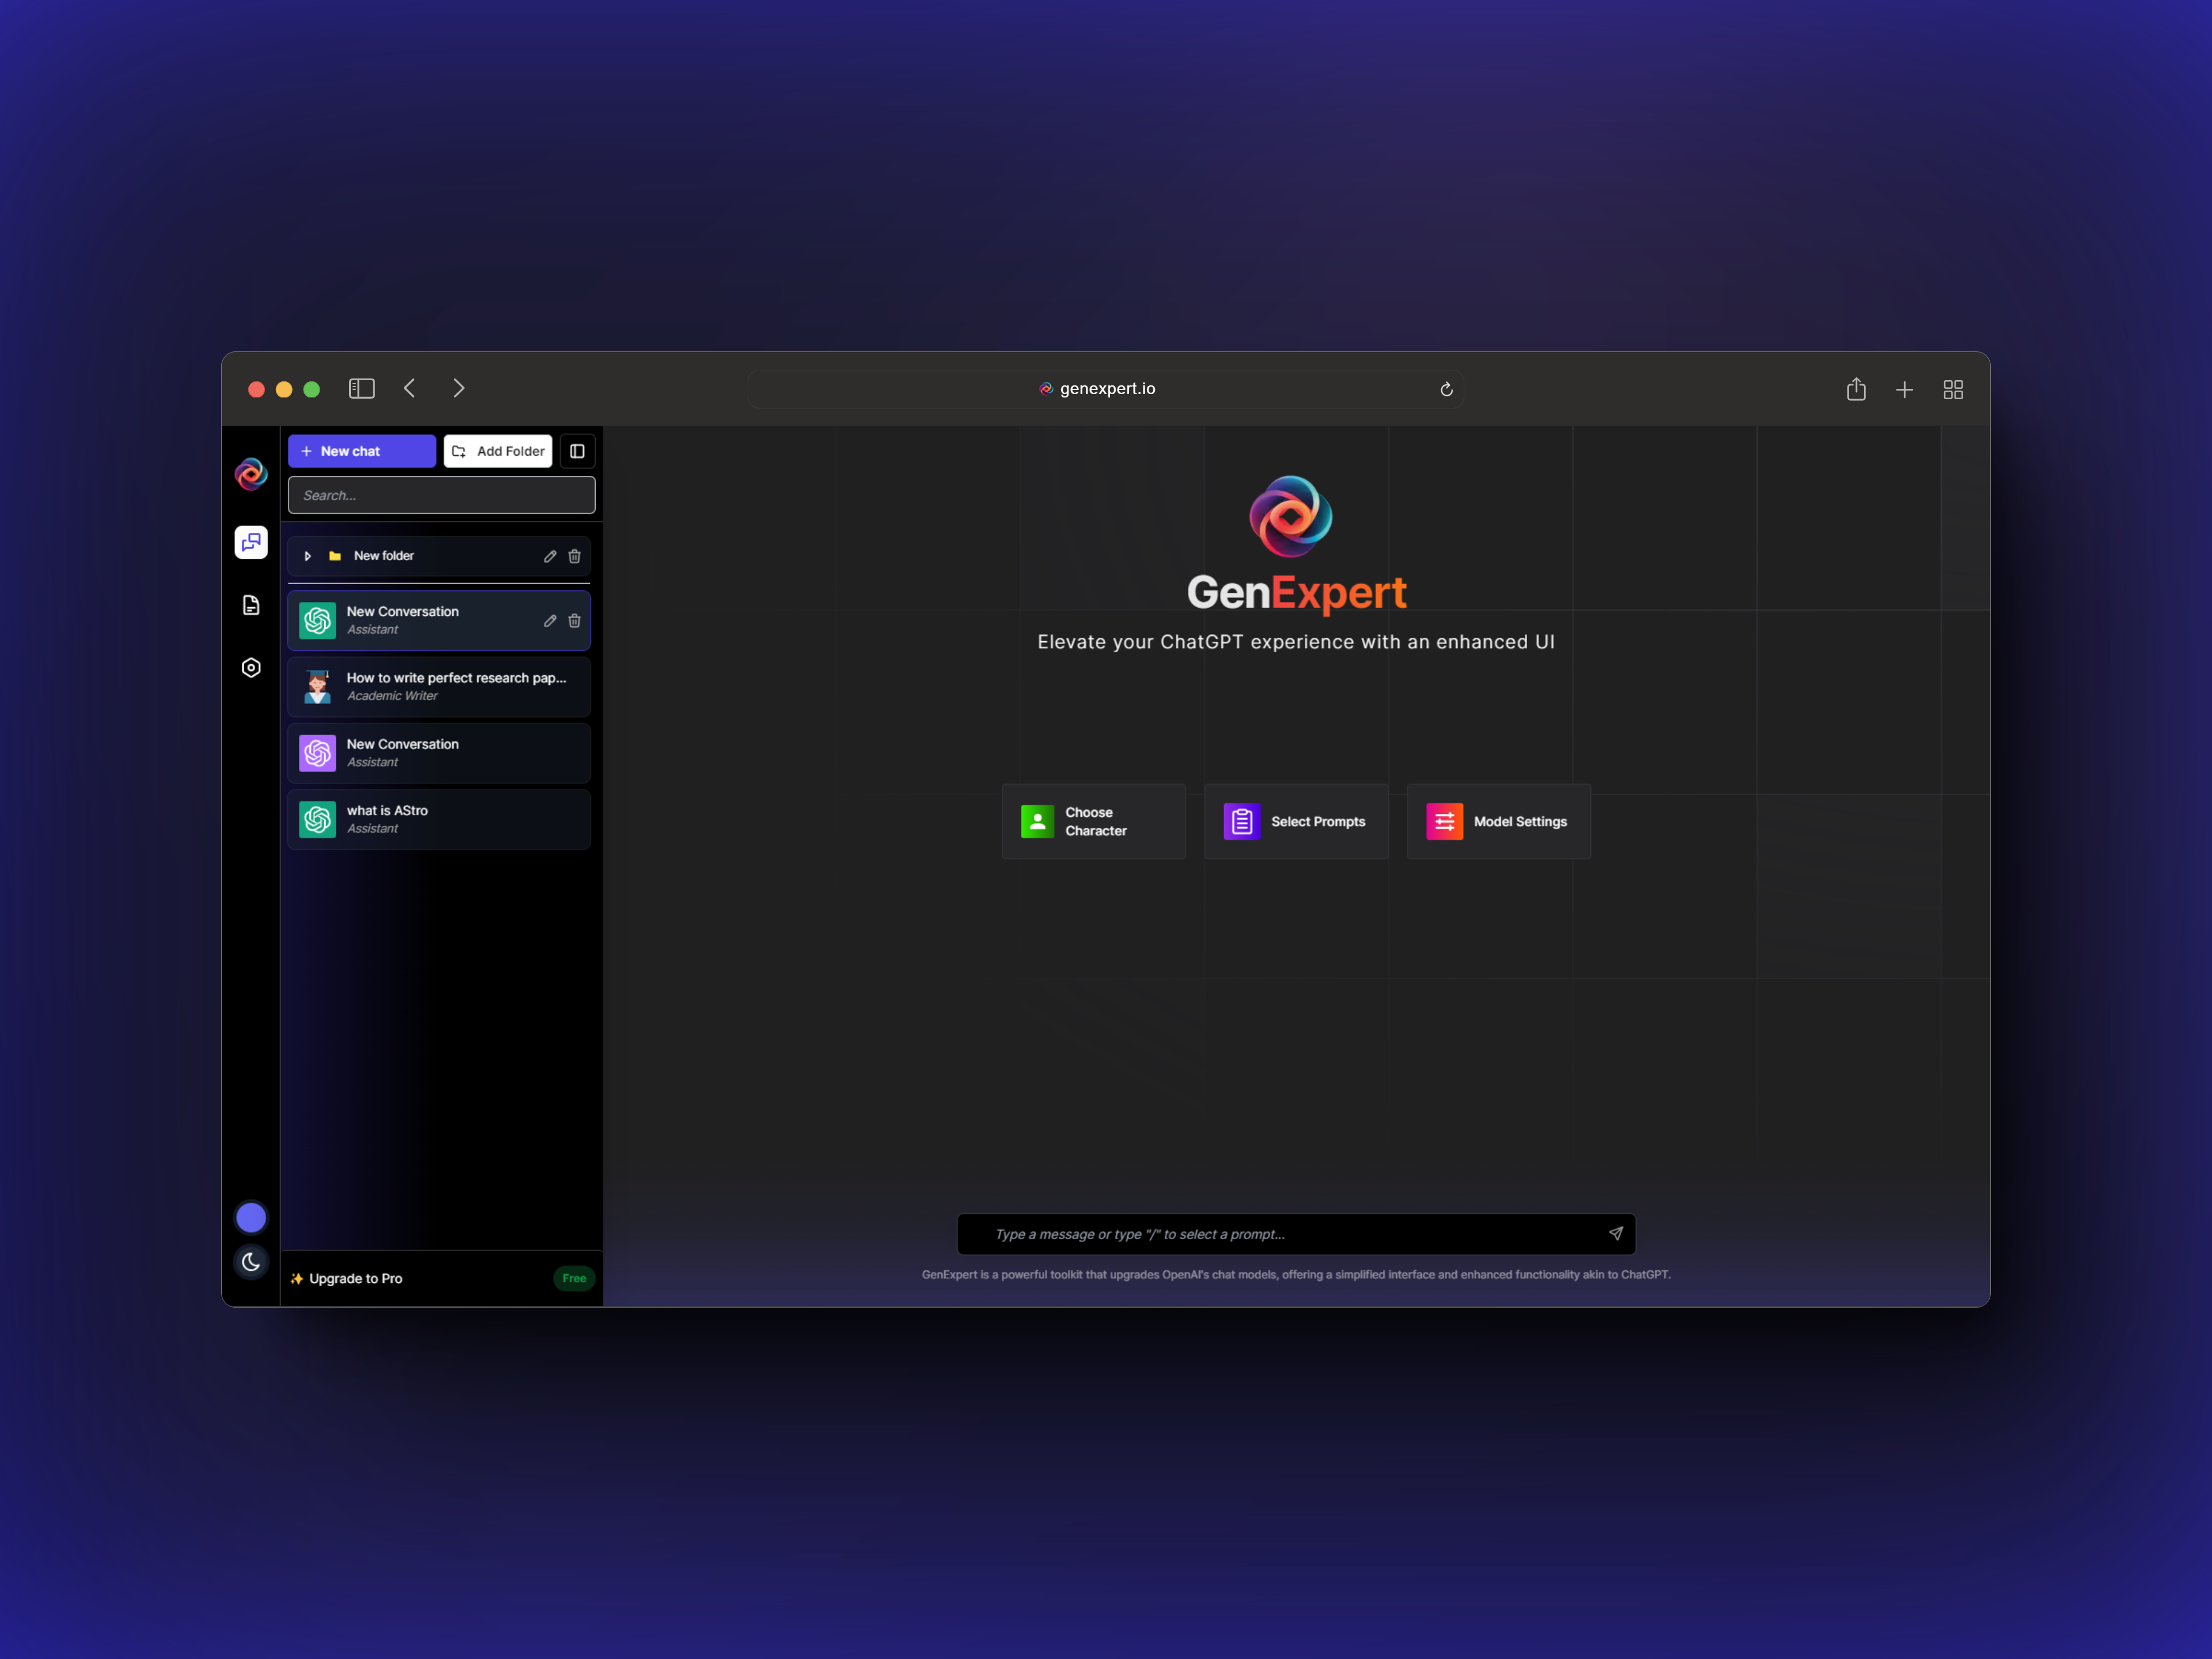 genexpert.io
New chat
Add Folder
Search...
New folder
New Conversation
Assistant
How to write perfect research pap...
Academic Writer
New Conversation
Assistant
what is AStro
Assistant
Upgrade to Pro
Free
GenExpert
Elevate your ChatGPT experience with an enhanced UI
Choose
Character
Select Prompts
Model Settings
Type a message or type "/" to select a prompt...
GenExpert is a powerful toolkit that upgrades OpenAI's chat models, offering a simplified interface and enhanced functionality akin to ChatGPT.